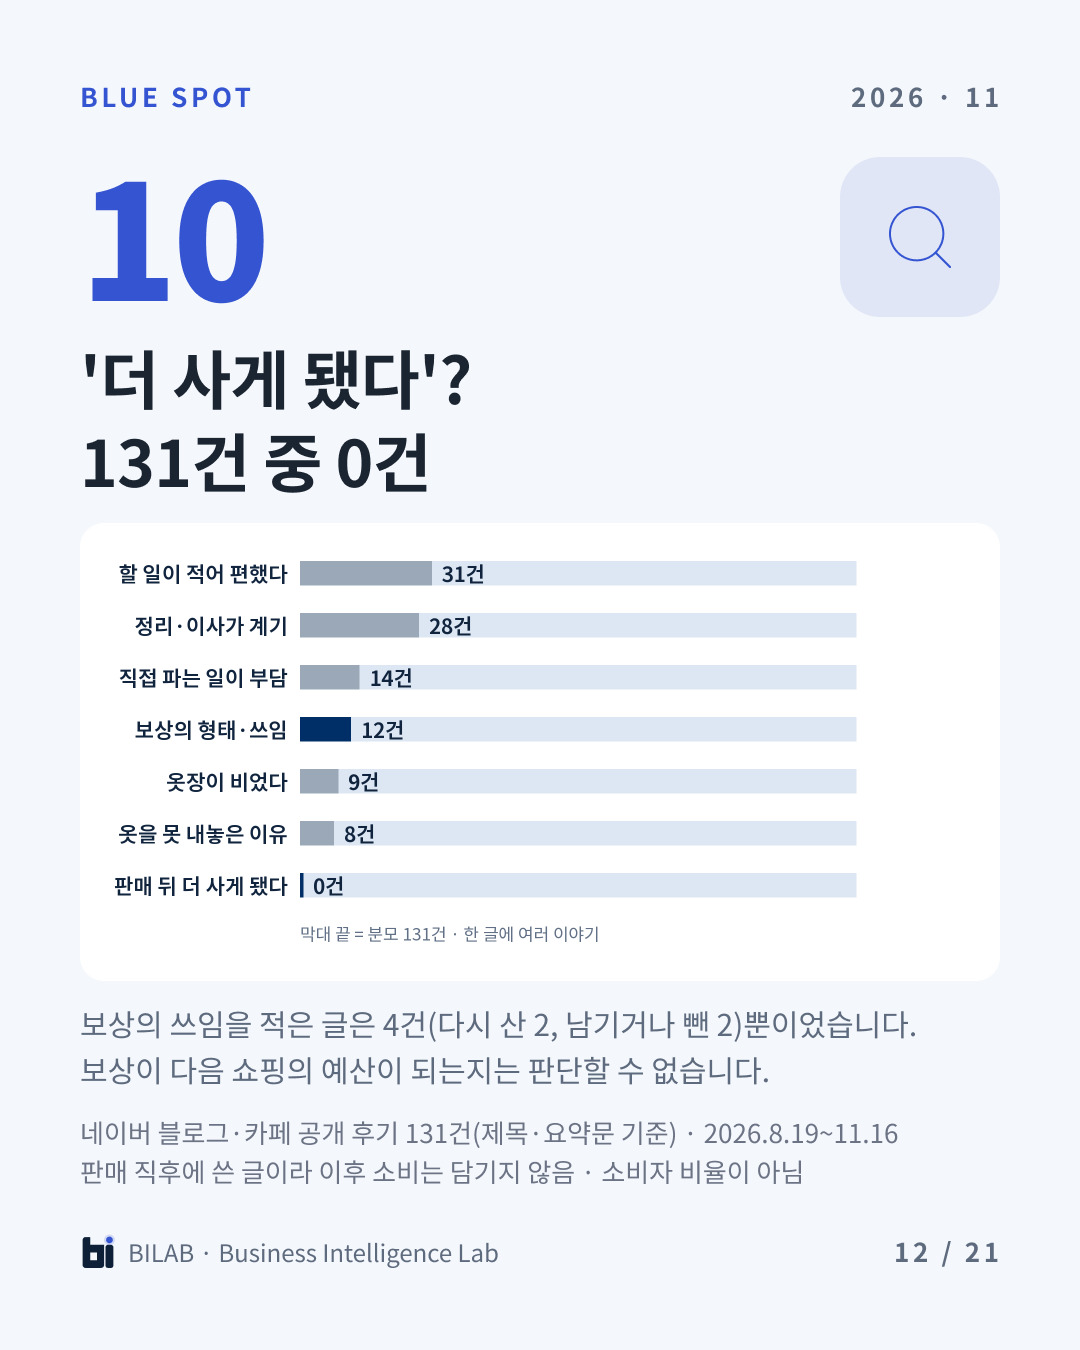 BLUE SPOT
2026 · 11
10
'더 사게 됐다'?
131건 중 0건
할 일이 적어 편했다 31건
정리·이사가 계기 28건
직접 파는 일이 부담 14건
보상의 형태·쓰임 12건
옷장이 비었다 9건
옷을 못 내놓은 이유 8건
판매 뒤 더 사게 됐다 0건
막대 끝 = 분모 131건 · 한 글에 여러 이야기
보상의 쓰임을 적은 글은 4건(다시 산 2, 남기거나 뺀 2)뿐이었습니다.
보상이 다음 쇼핑의 예산이 되는지는 판단할 수 없습니다.
네이버 블로그·카페 공개 후기 131건(제목·요약문 기준) · 2026.8.19~11.16
판매 직후에 쓴 글이라 이후 소비는 담기지 않음 · 소비자 비율이 아님
bi BILAB · Business Intelligence Lab
12 / 21